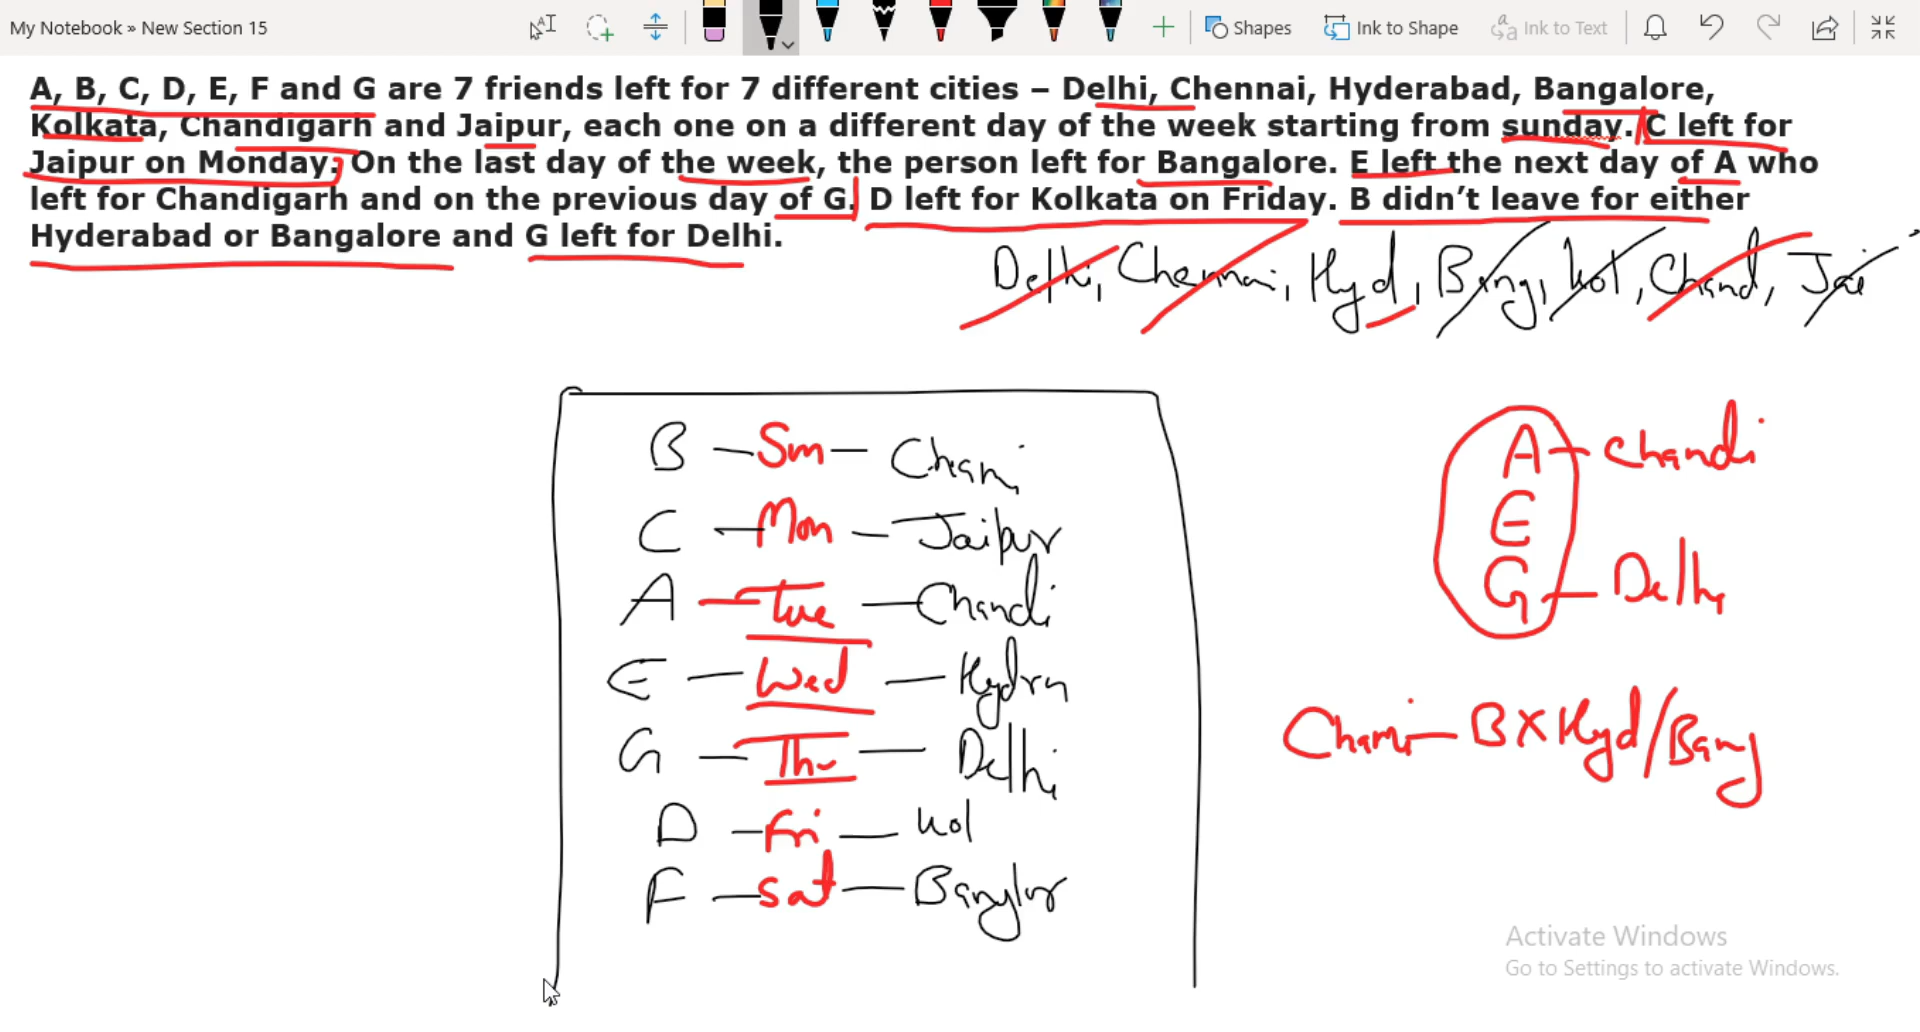 My Notebook » New Section 15
Shapes
Ink to Shape
Ink to Text
A, B, C, D, E, F and G are 7 friends left for 7 different cities – Delhi, Chennai, Hyderabad, Bangalore,
Kolkata, Chandigarh and Jaipur, each one on a different day of the week starting from sunday. C left for
Jaipur on Monday. On the last day of the week, the person left for Bangalore. E left the next day of A who
left for Chandigarh and on the previous day of G. D left for Kolkata on Friday. B didn't leave for either
Hyderabad or Bangalore and G left for Delhi.
Delhi, Chennai, Hyd, Bang, Kol, Chand, Jai
B — Sun — Chenni
C — Mon — Jaipur
A — Tue — Chandi
E — Wed —
G — Thu — Delhi
D — Fri — Kol
F — Sat — Banglor
A — Chandi
E
G — Delhi
Chenni — B X Hyd/Bang
Activate Windows
Go to Settings to activate Windows.